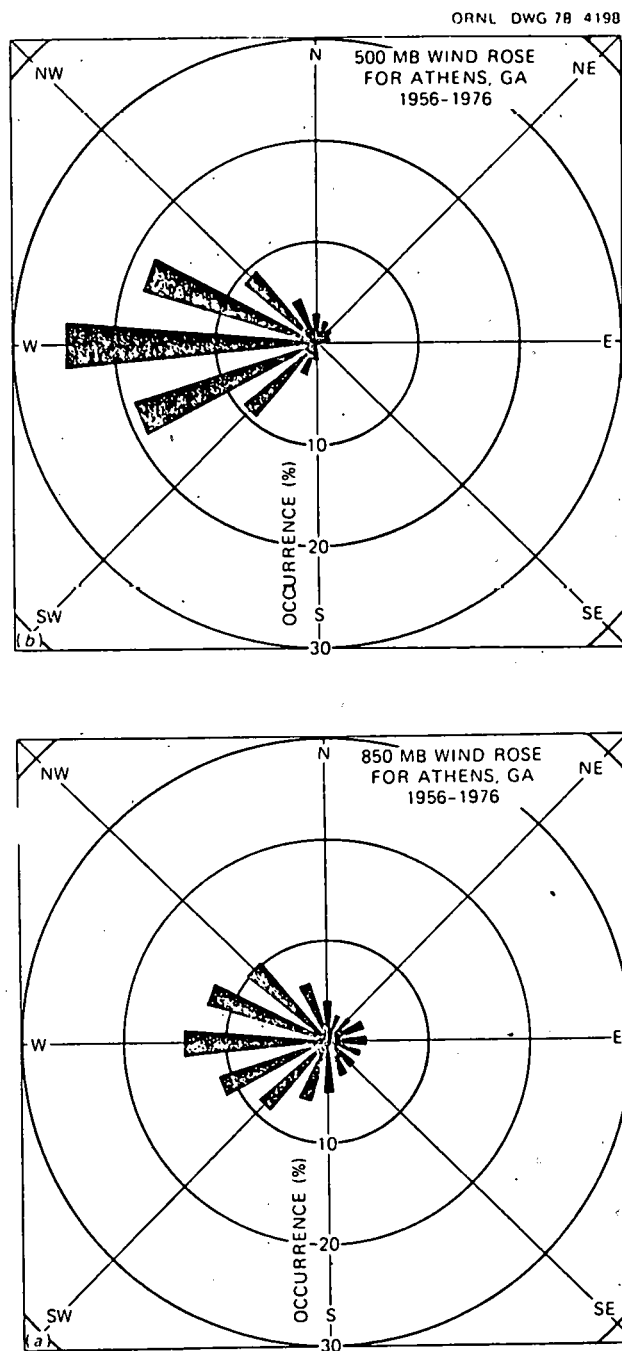 ORNL DWG 78 4198
500 MB WIND ROSE
FOR ATHENS, GA
1956-1976
N
NW
NE
W
E
10
20
30
OCCURRENCE (%)
SW
S
SE
(b)
850 MB WIND ROSE
FOR ATHENS, GA
1956-1976
N
NW
NE
W
E
10
20
30
OCCURRENCE (%)
SW
S
SE
(a)